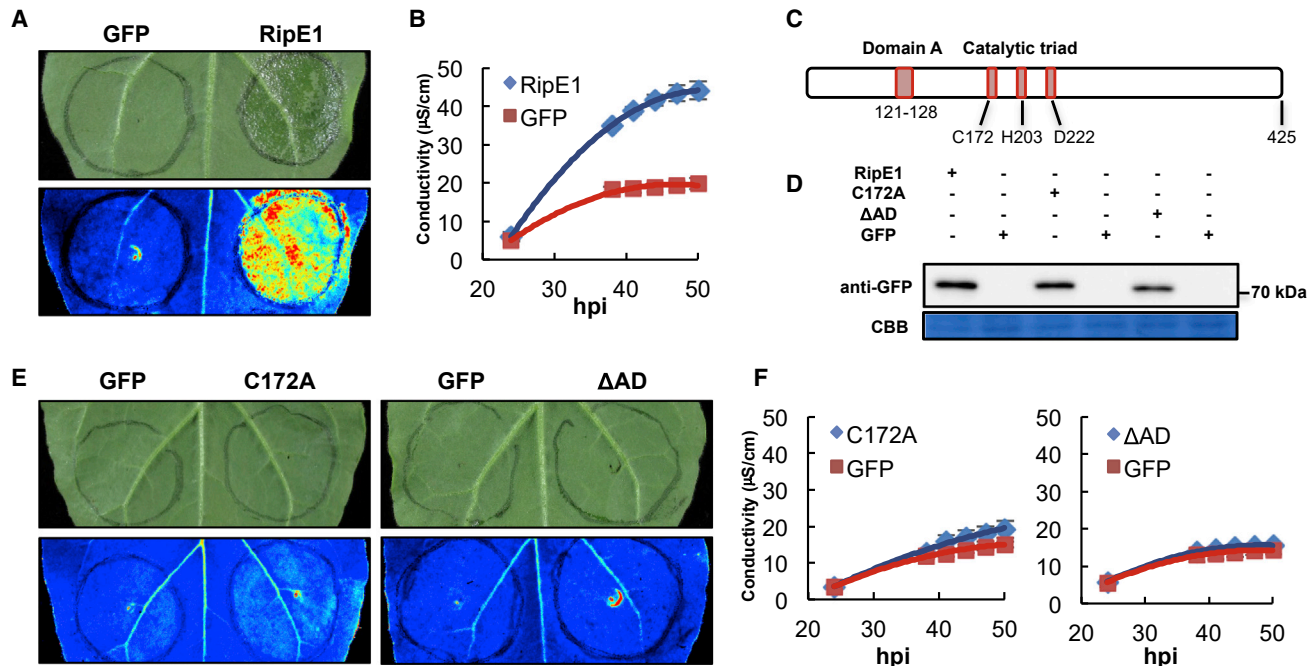 A
GFP RipE1
B
Conductivity (µS/cm)
50
40
30
20
10
0
RipE1
GFP
20 30 40 50
hpi
C
Domain A Catalytic triad
121-128
C172 H203 D222
425
D
RipE1 + - - - - -
C172A - - + - - -
ΔAD - - - - + -
GFP - + - + - +
anti-GFP
70 kDa
CBB
E
GFP C172A
GFP ΔAD
F
Conductivity (µS/cm)
50
40
30
20
10
0
C172A
GFP
20 30 40 50
hpi
50
40
30
20
10
0
ΔAD
GFP
20 30 40 50
hpi